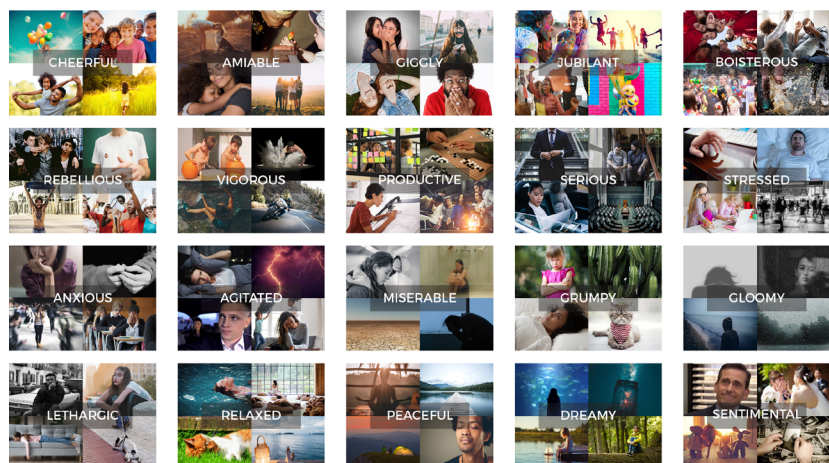 CHEERFUL
AMIABLE
GIGGLY
JUBILANT
BOISTEROUS
REBELLIOUS
VIGOROUS
PRODUCTIVE
SERIOUS
STRESSED
ANXIOUS
AGITATED
MISERABLE
GRUMPY
GLOOMY
LETHARGIC
RELAXED
PEACEFUL
DREAMY
SENTIMENTAL